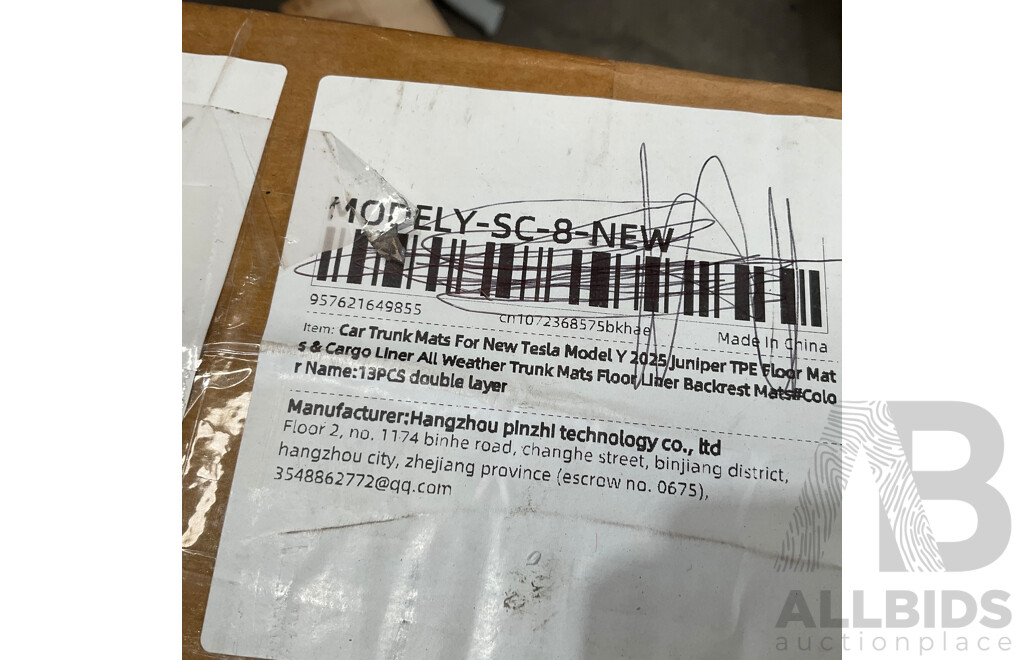 MODELY-SC-8-NEW
957621649855
cn1072368575bkhae
Made In China
Item: Car Trunk Mats For New Tesla Model Y 2025 Juniper TPE Floor Mat
s & Cargo Liner All Weather Trunk Mats Floor Liner Backrest Mats#Colo
r Name:13PCS double layer
Manufacturer:Hangzhou pinzhi technology co., ltd
Floor 2, no. 1174 binhe road, changhe street, binjiang district,
hangzhou city, zhejiang province (escrow no. 0675),
3548862772@qq.com
AB
ALLBIDS
auctionplace